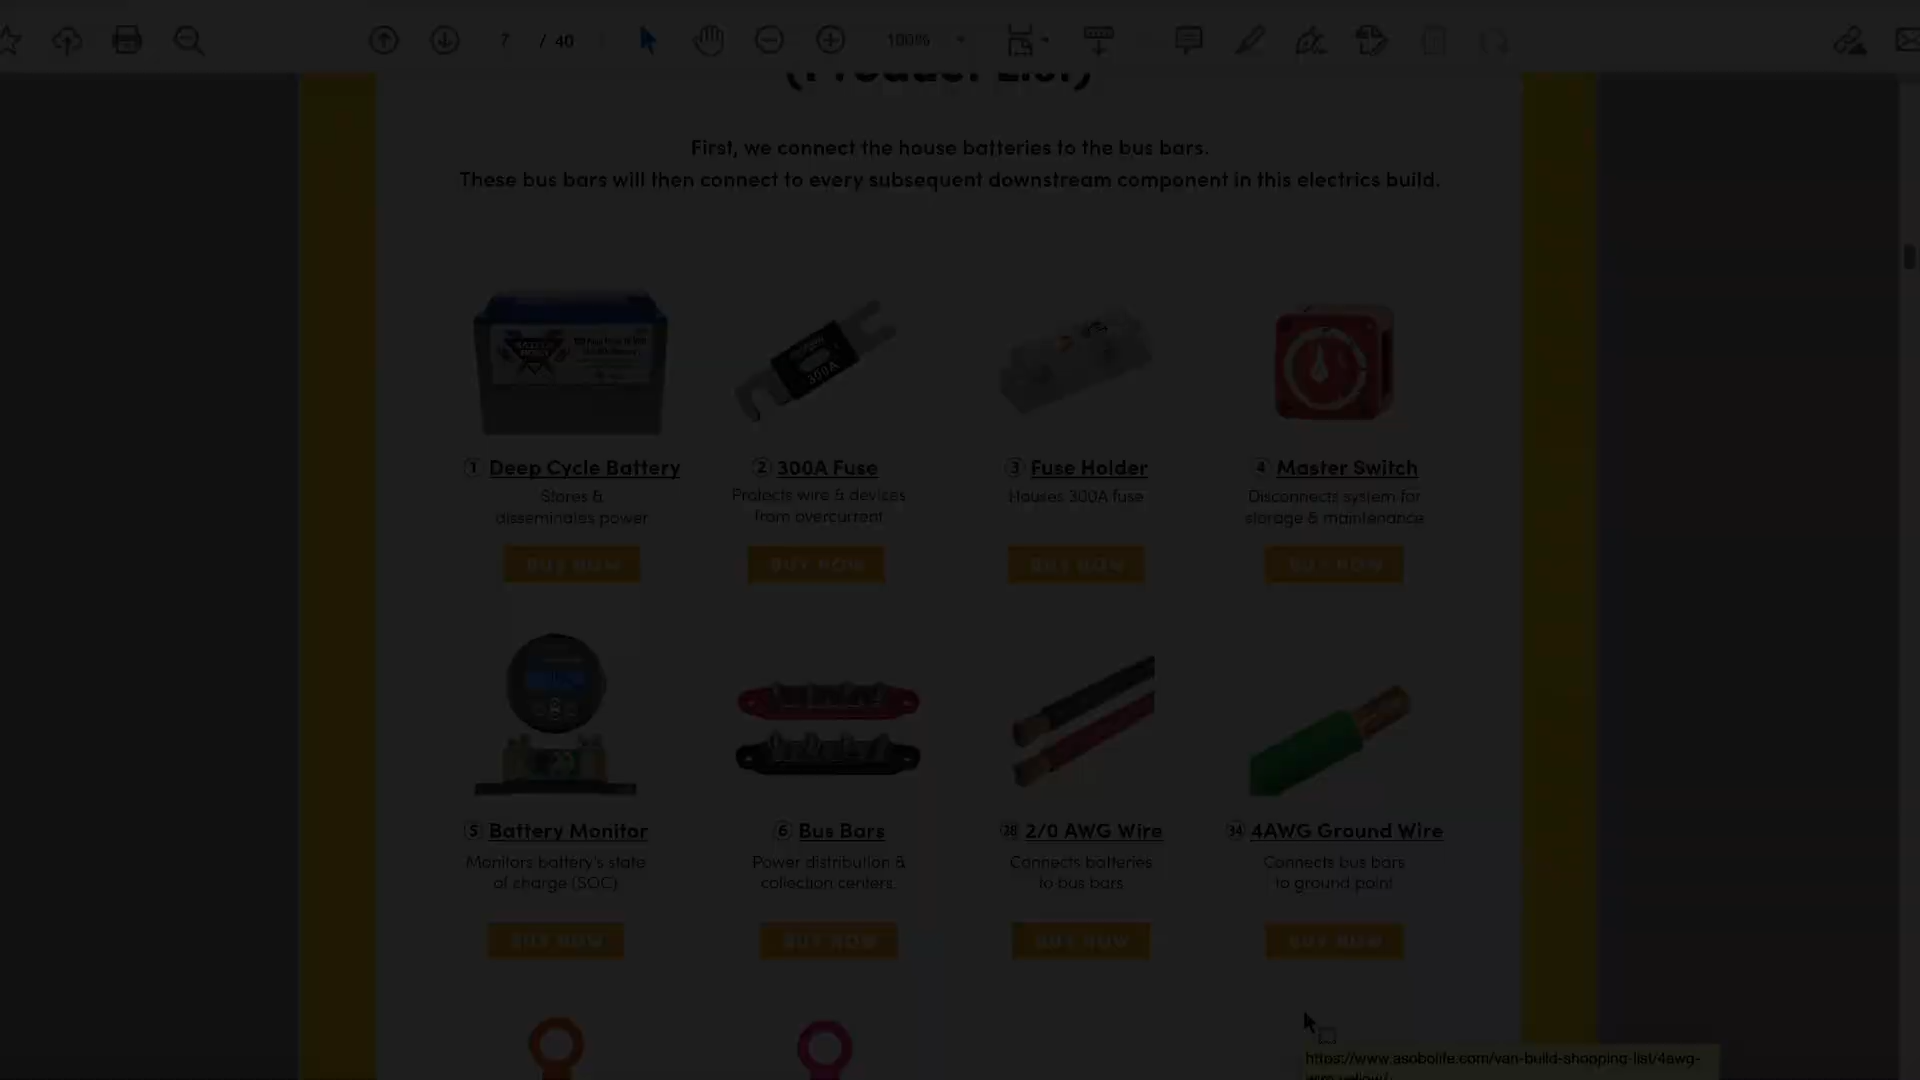 7 / 40 100%
(Product List)
First, we connect the house batteries to the bus bars.
These bus bars will then connect to every subsequent downstream component in this electrics build.
300A
1 Deep Cycle Battery
Stores &
disseminates power
BUY NOW
2 300A Fuse
Protects wire & devices
from overcurrent
BUY NOW
3 Fuse Holder
Houses 300A fuse
BUY NOW
4 Master Switch
Disconnects system for
storage & maintenance
BUY NOW
5 Battery Monitor
Monitors battery's state
of charge (SOC)
BUY NOW
6 Bus Bars
Power distribution &
collection centers
BUY NOW
28 2/0 AWG Wire
Connects batteries
to bus bars
BUY NOW
34 4AWG Ground Wire
Connects bus bars
to ground point
BUY NOW
https://www.asobolife.com/van-build-shopping-list/4awg-
wire-yellow/